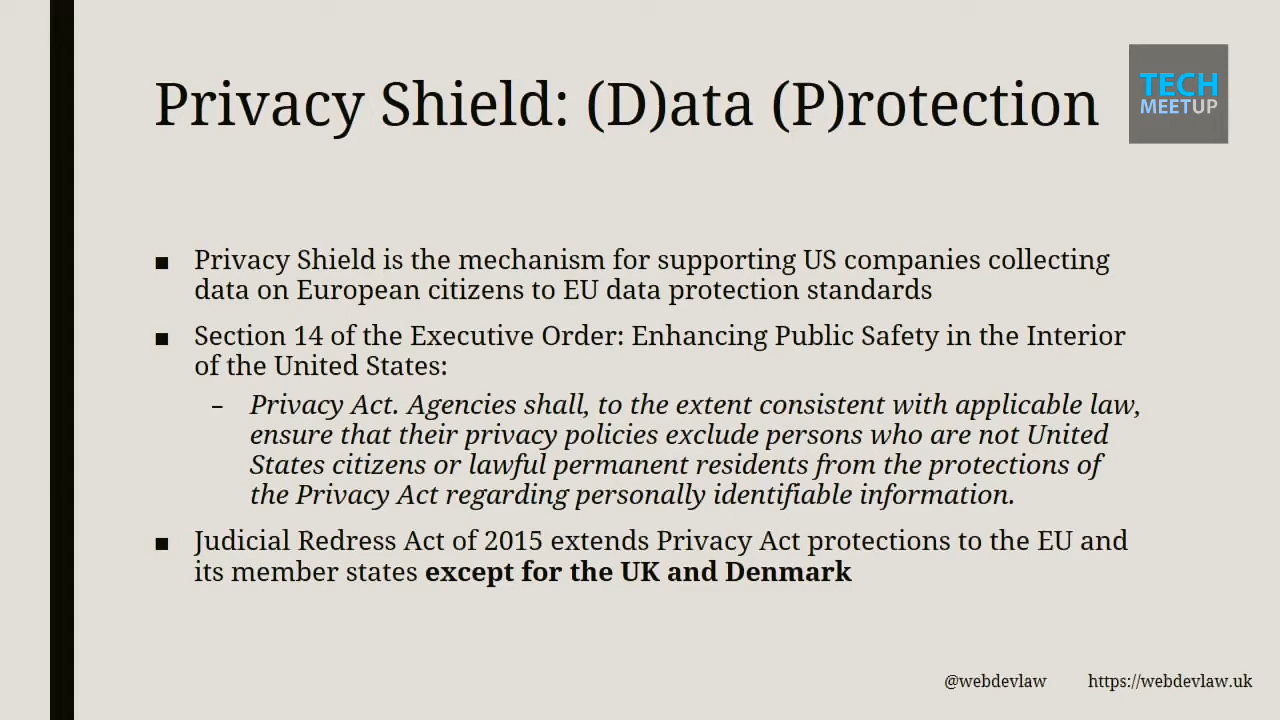 Privacy Shield: (D)ata (P)rotection
TECH
MEETUP
■ Privacy Shield is the mechanism for supporting US companies collecting
data on European citizens to EU data protection standards
■ Section 14 of the Executive Order: Enhancing Public Safety in the Interior
of the United States:
– Privacy Act. Agencies shall, to the extent consistent with applicable law,
ensure that their privacy policies exclude persons who are not United
States citizens or lawful permanent residents from the protections of
the Privacy Act regarding personally identifiable information.
■ Judicial Redress Act of 2015 extends Privacy Act protections to the EU and
its member states except for the UK and Denmark
@webdevlaw https://webdevlaw.uk